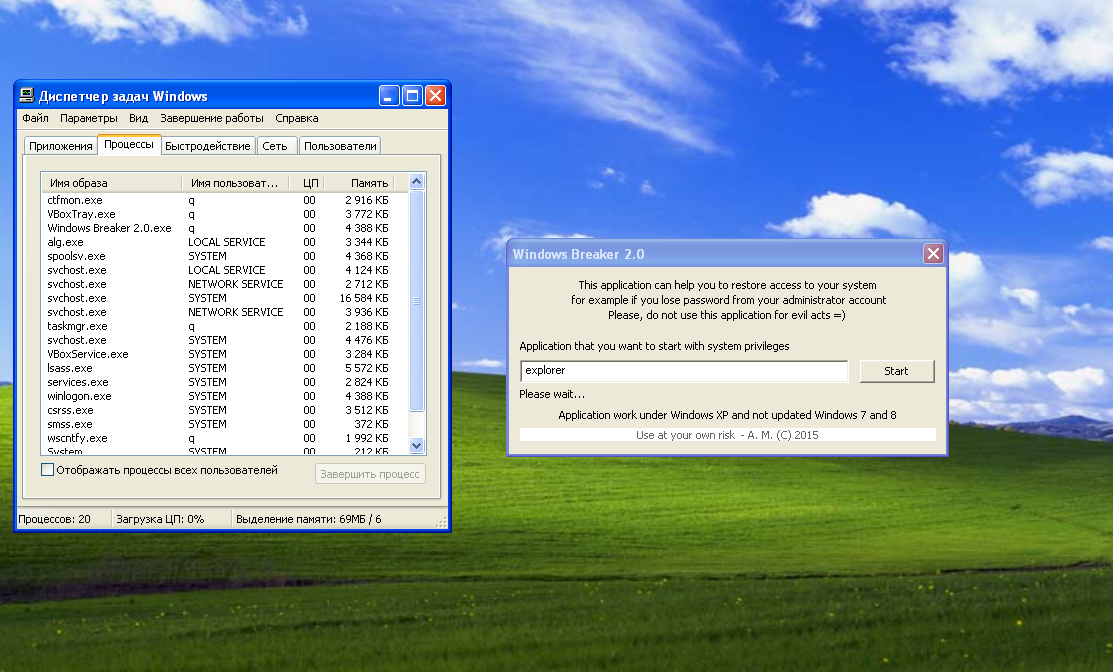 Диспетчер задач Windows
Файл Параметры Вид Завершение работы Справка
Приложения Процессы Быстродействие Сеть Пользователи
Имя образа Имя пользоват... ЦП Память
ctfmon.exe q 00 2 916 КБ
VBoxTray.exe q 00 3 772 КБ
Windows Breaker 2.0.exe q 00 4 388 КБ
alg.exe LOCAL SERVICE 00 3 344 КБ
spoolsv.exe SYSTEM 00 4 368 КБ
svchost.exe LOCAL SERVICE 00 4 124 КБ
svchost.exe NETWORK SERVICE 00 2 712 КБ
svchost.exe SYSTEM 00 16 584 КБ
svchost.exe NETWORK SERVICE 00 3 936 КБ
taskmgr.exe q 00 2 188 КБ
svchost.exe SYSTEM 00 4 476 КБ
VBoxService.exe SYSTEM 00 3 284 КБ
lsass.exe SYSTEM 00 5 572 КБ
services.exe SYSTEM 00 2 824 КБ
winlogon.exe SYSTEM 00 4 388 КБ
csrss.exe SYSTEM 00 3 512 КБ
smss.exe SYSTEM 00 372 КБ
wscntfy.exe q 00 1 992 КБ
System SYSTEM 00 212 КБ
Отображать процессы всех пользователей
Завершить процесс
Процессов: 20 Загрузка ЦП: 0% Выделение памяти: 69МБ / 6
Windows Breaker 2.0
This application can help you to restore access to your system
for example if you lose password from your administrator account
Please, do not use this application for evil acts =)
Application that you want to start with system privileges
explorer Start
Please wait...
Application work under Windows XP and not updated Windows 7 and 8
Use at your own risk - A. M. (C) 2015